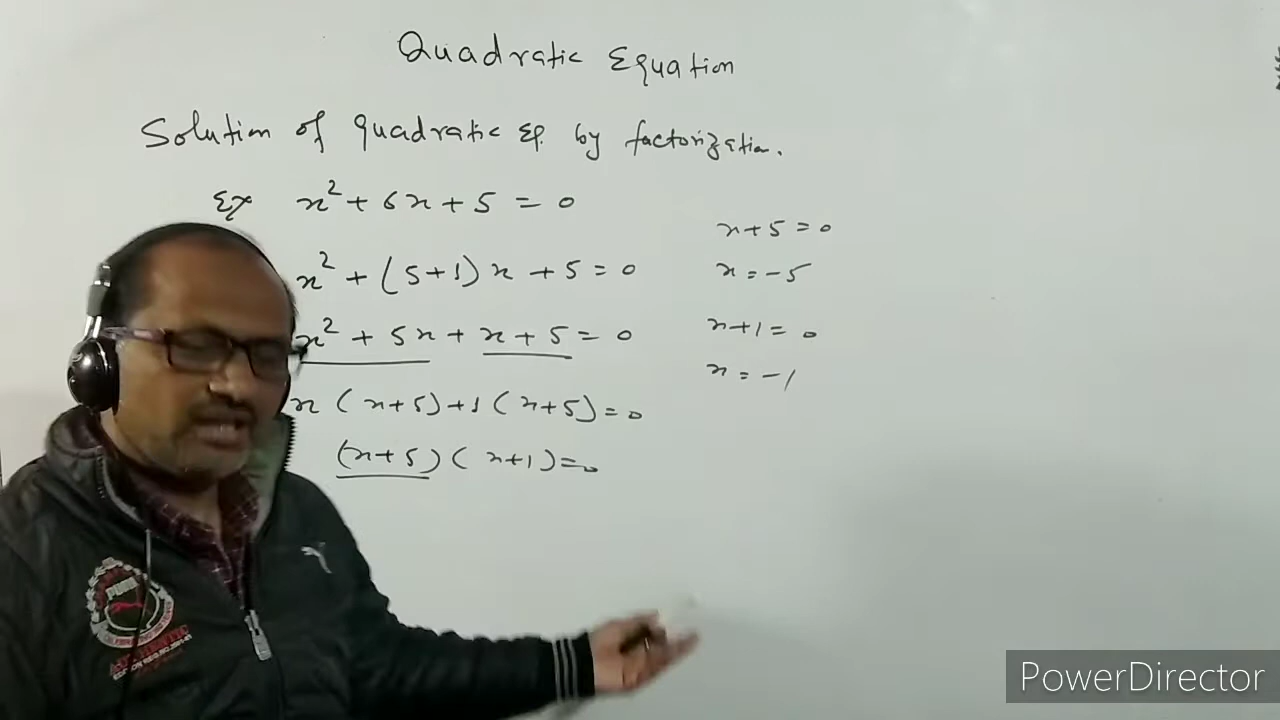 Quadratic Equation
Solution of quadratic Eq. by factorization.
Ex x² + 6x + 5 = 0
x² + (5+1)x + 5 = 0
x² + 5x + x + 5 = 0
x(x+5)+1(x+5)=0
(x+5)(x+1)=0
x+5=0
x=-5
x+1=0
x=-1
PUMA
PowerDirector